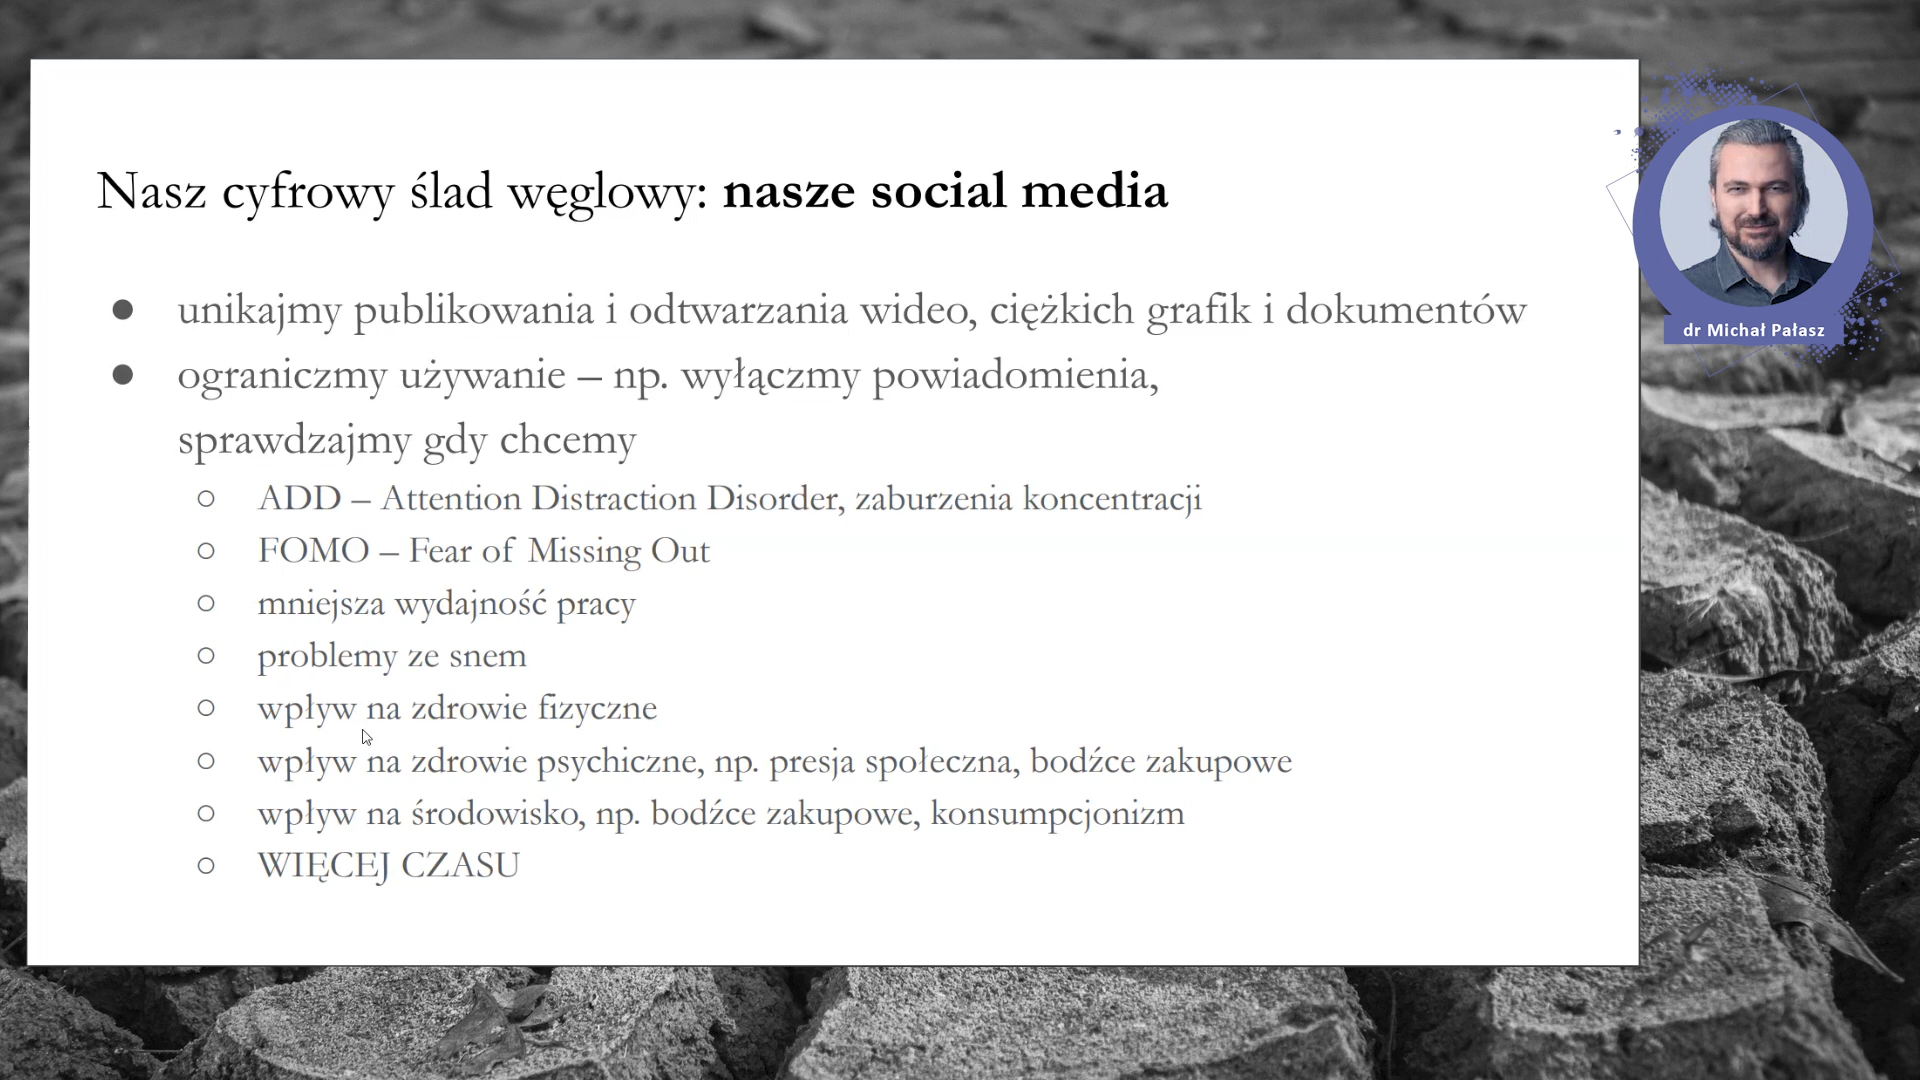 Nasz cyfrowy ślad węglowy: nasze social media
● unikajmy publikowania i odtwarzania wideo, ciężkich grafik i dokumentów
● ograniczmy używanie – np. wyłączmy powiadomienia,
sprawdzajmy gdy chcemy
○ ADD – Attention Distraction Disorder, zaburzenia koncentracji
○ FOMO – Fear of Missing Out
○ mniejsza wydajność pracy
○ problemy ze snem
○ wpływ na zdrowie fizyczne
○ wpływ na zdrowie psychiczne, np. presja społeczna, bodźce zakupowe
○ wpływ na środowisko, np. bodźce zakupowe, konsumpcjonizm
○ WIĘCEJ CZASU
dr Michał Pałasz